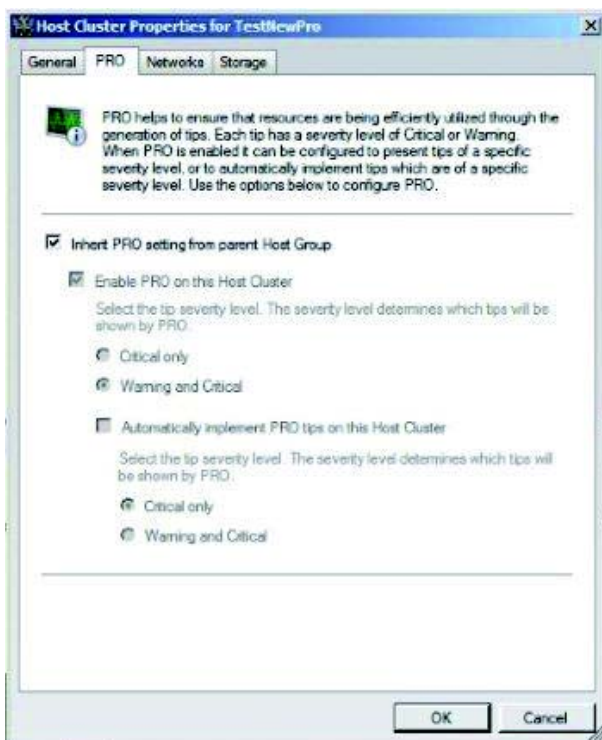 Host Cluster Properties for TestNewPro
General PRO Networks Storage
PRO helps to ensure that resources are being efficiently utilized through the
generation of tips. Each tip has a severity level of Critical or Warning.
When PRO is enabled it can be configured to present tips of a specific
severity level, or to automatically implement tips which are of a specific
severity level. Use the options below to configure PRO.
Inherit PRO setting from parent Host Group
Enable PRO on this Host Cluster
Select the tip severity level. The severity level determines which tips will be
shown by PRO.
Critical only
Warning and Critical
Automatically implement PRO tips on this Host Cluster
Select the tip severity level. The severity level determines which tips will
be shown by PRO.
Critical only
Warning and Critical
OK Cancel